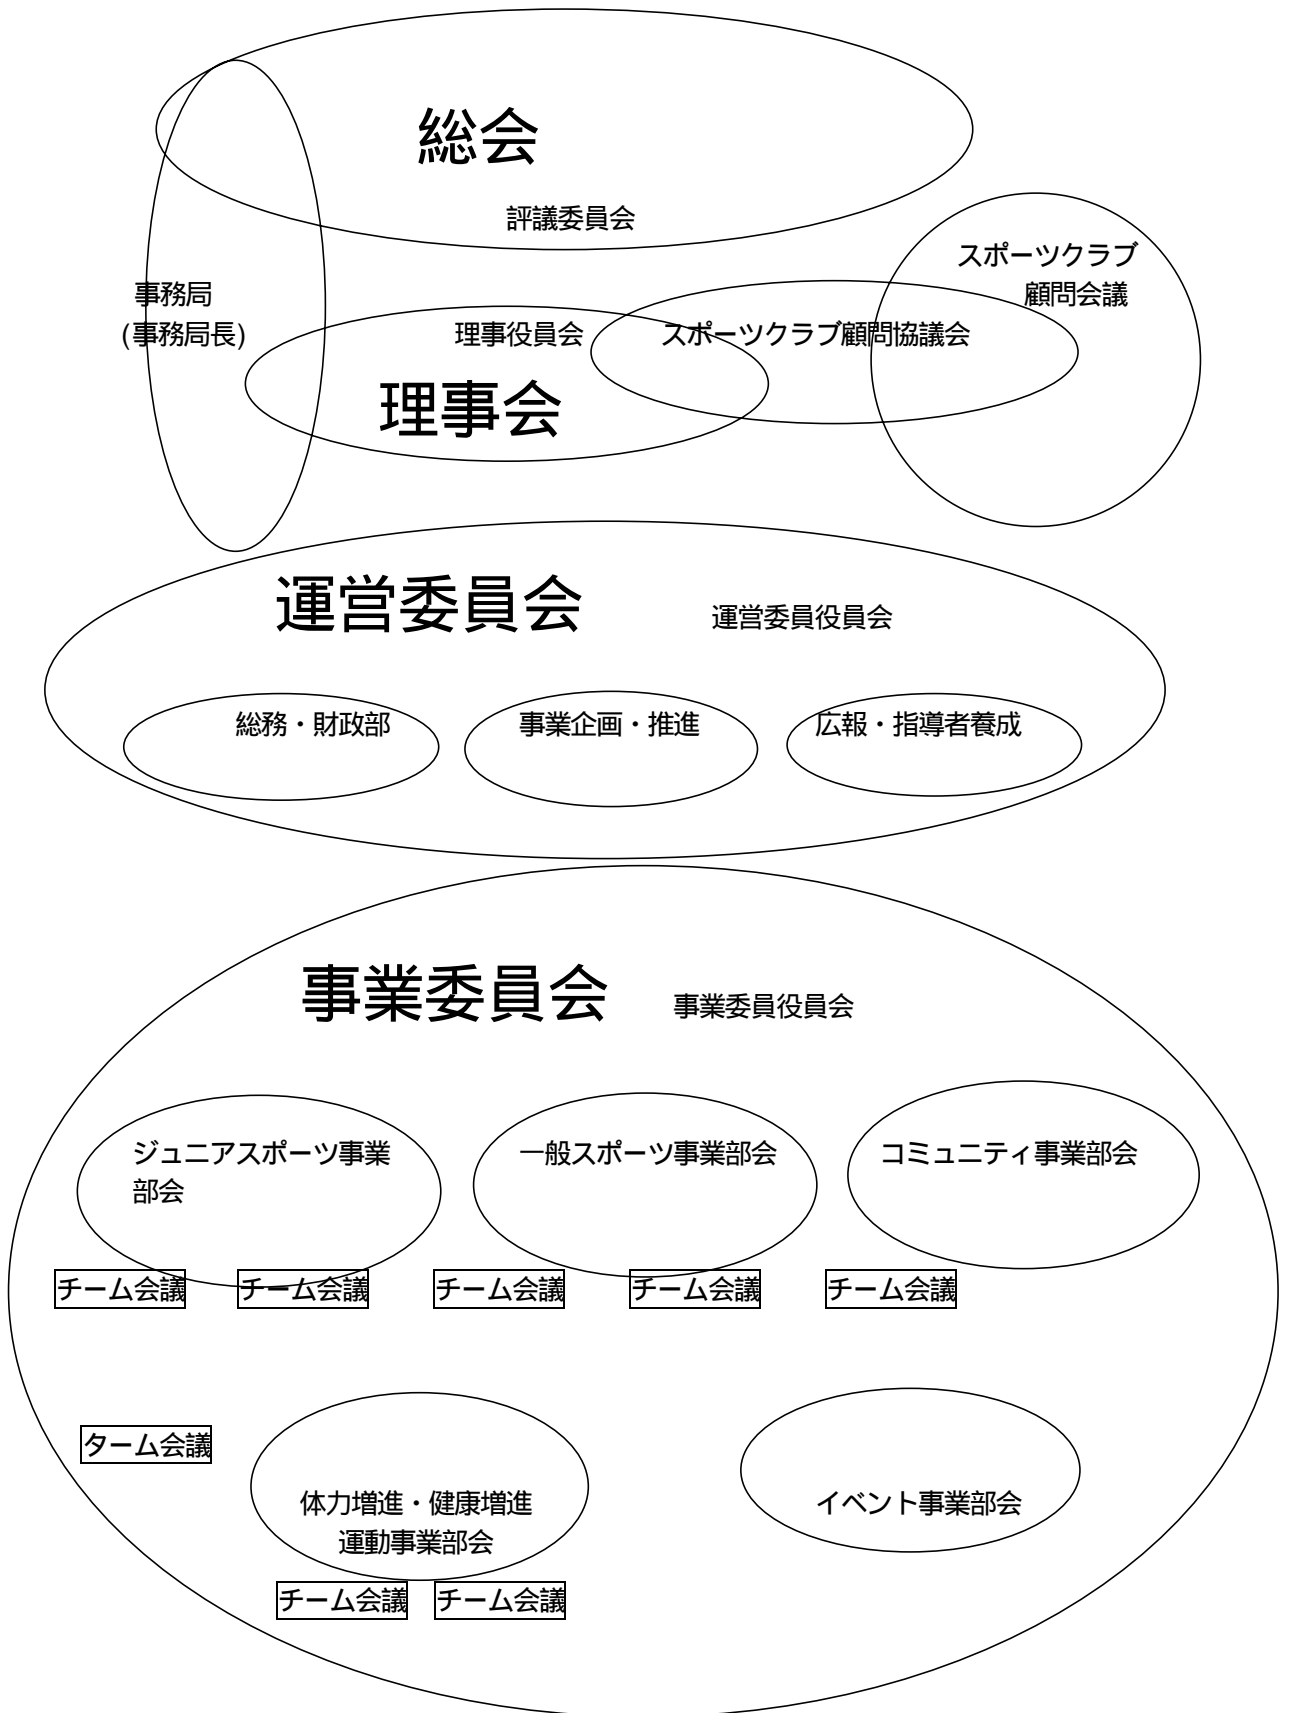 総会
評議委員会
スポーツクラブ
顧問会議
事務局
(事務局長)
理事役員会
スポーツクラブ顧問協議会
理事会
運営委員会
運営委員役員会
総務・財政部
事業企画・推進
広報・指導者養成
事業委員会
事業委員役員会
ジュニアスポーツ事業
部会
一般スポーツ事業部会
コミュニティ事業部会
チーム会議
チーム会議
チーム会議
チーム会議
チーム会議
ターム会議
体力増進・健康増進
運動事業部会
イベント事業部会
チーム会議
チーム会議